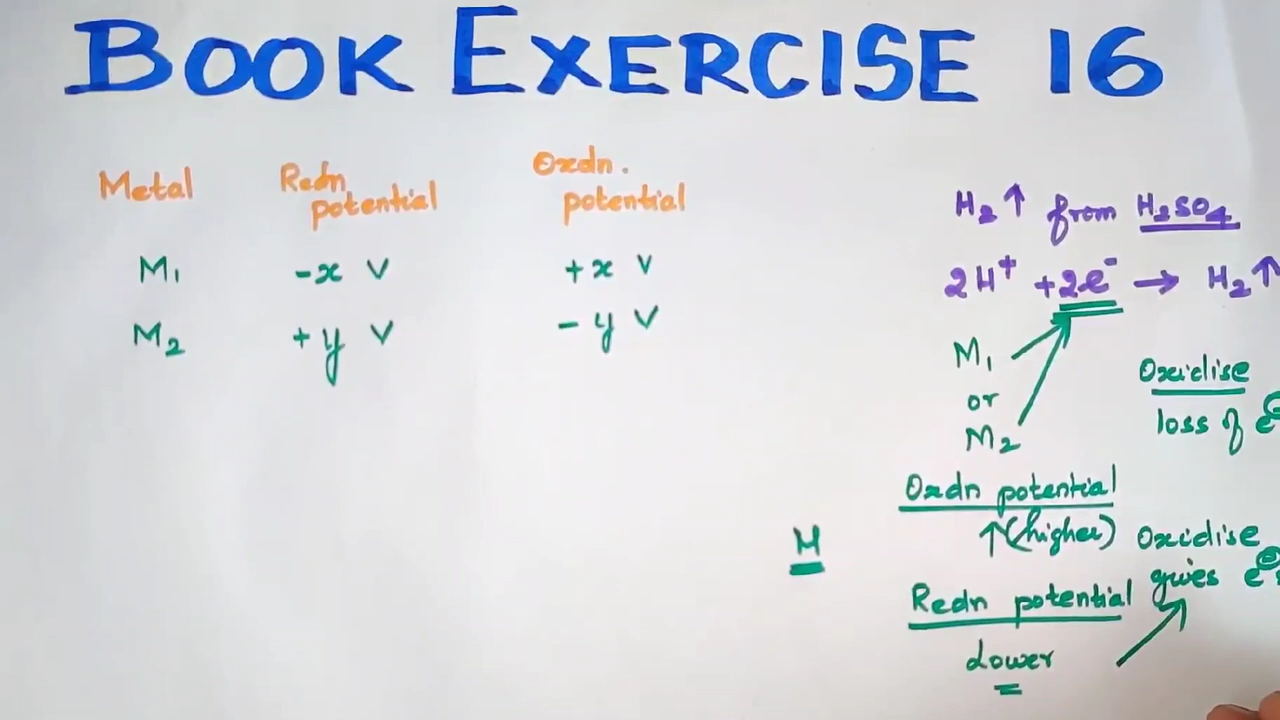 BOOK EXERCISE 16
Metal Redn potential Oxdn. potential
M₁ -x V +x V
M₂ +y V - y V
H₂↑ from H₂SO₄
2H⁺ +2e⁻ → H₂↑
M₁
or
M₂
Oxidise
loss of e
Oxdn potential
↑(higher)
Oxidise
gives e
M
Redn potential
Lower